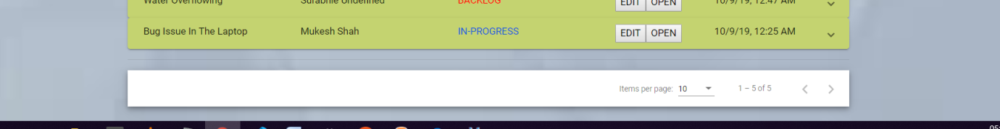 Water Overflowing Surabhie Undefined BACKLOG EDIT OPEN 10/9/19, 12:47 AM
Bug Issue In The Laptop Mukesh Shah IN-PROGRESS EDIT OPEN 10/9/19, 12:25 AM
Items per page: 10 1 – 5 of 5